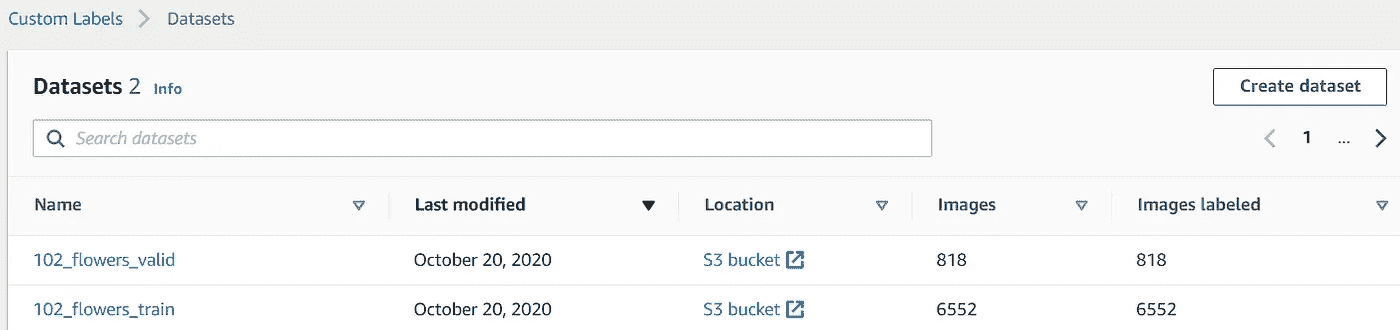 Custom Labels > Datasets
Datasets 2 Info
Create dataset
Search datasets
1 ...
Name Last modified Location Images Images labeled
102_flowers_valid October 20, 2020 S3 bucket 818 818
102_flowers_train October 20, 2020 S3 bucket 6552 6552